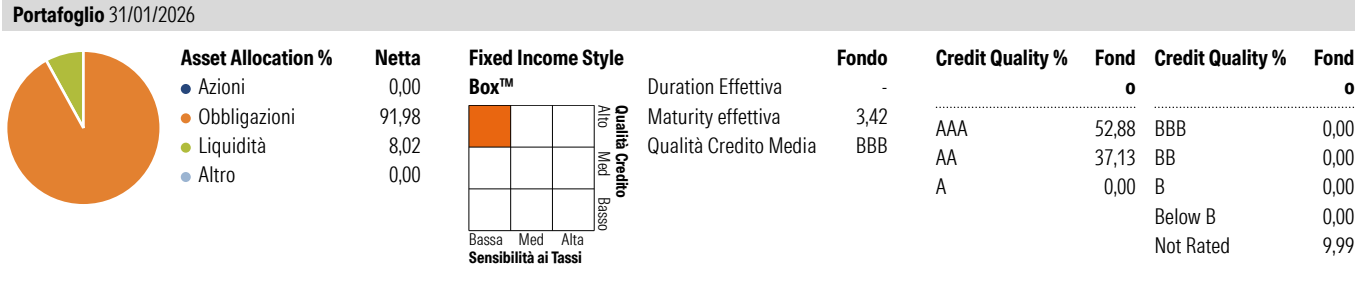 Portafoglio 31/01/2026
Asset Allocation % Netta
Azioni 0,00
Obbligazioni 91,98
Liquidità 8,02
Altro 0,00
Fixed Income Style
Box™
Alto Med Basso
Qualità Credito
Bassa Med Alta
Sensibilità ai Tassi
Fondo
Duration Effettiva -
Maturity effettiva 3,42
Qualità Credito Media BBB
Credit Quality % Fond
o
AAA 52,88
AA 37,13
A 0,00
Credit Quality % Fond
o
BBB 0,00
BB 0,00
B 0,00
Below B 0,00
Not Rated 9,99